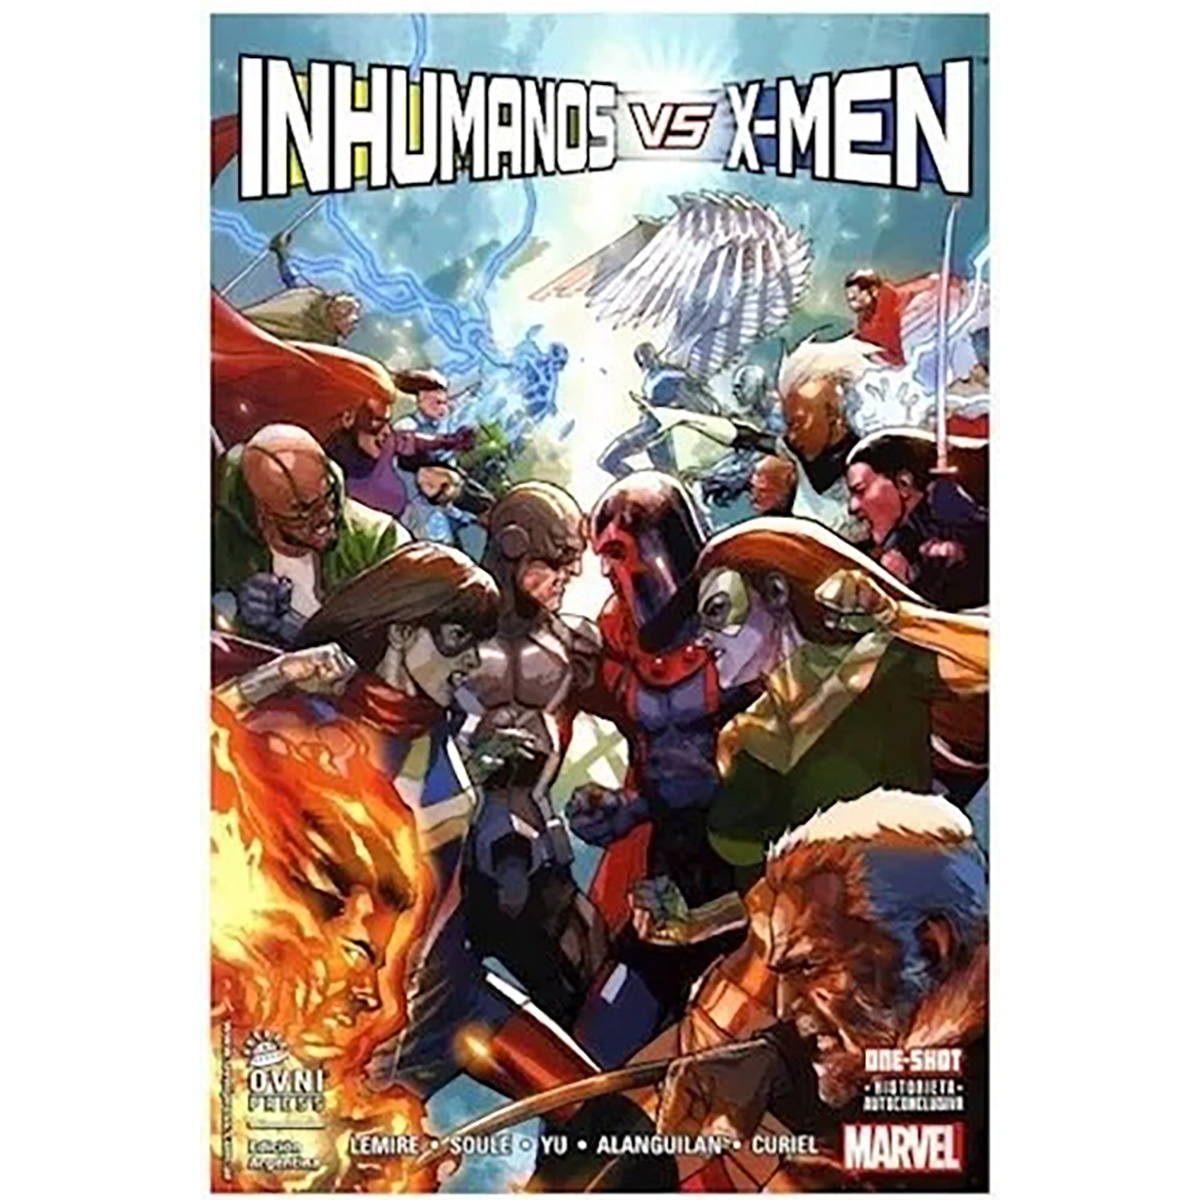 INHUMANOS VS X-MEN
ONE-SHOT
• HISTORIETA •
AUTOCONCLUSIVA
OVNI
PRESS
Edición
Argentina
LEMIRE • SOULE • YU • ALANGUILAN • CURIEL
MARVEL